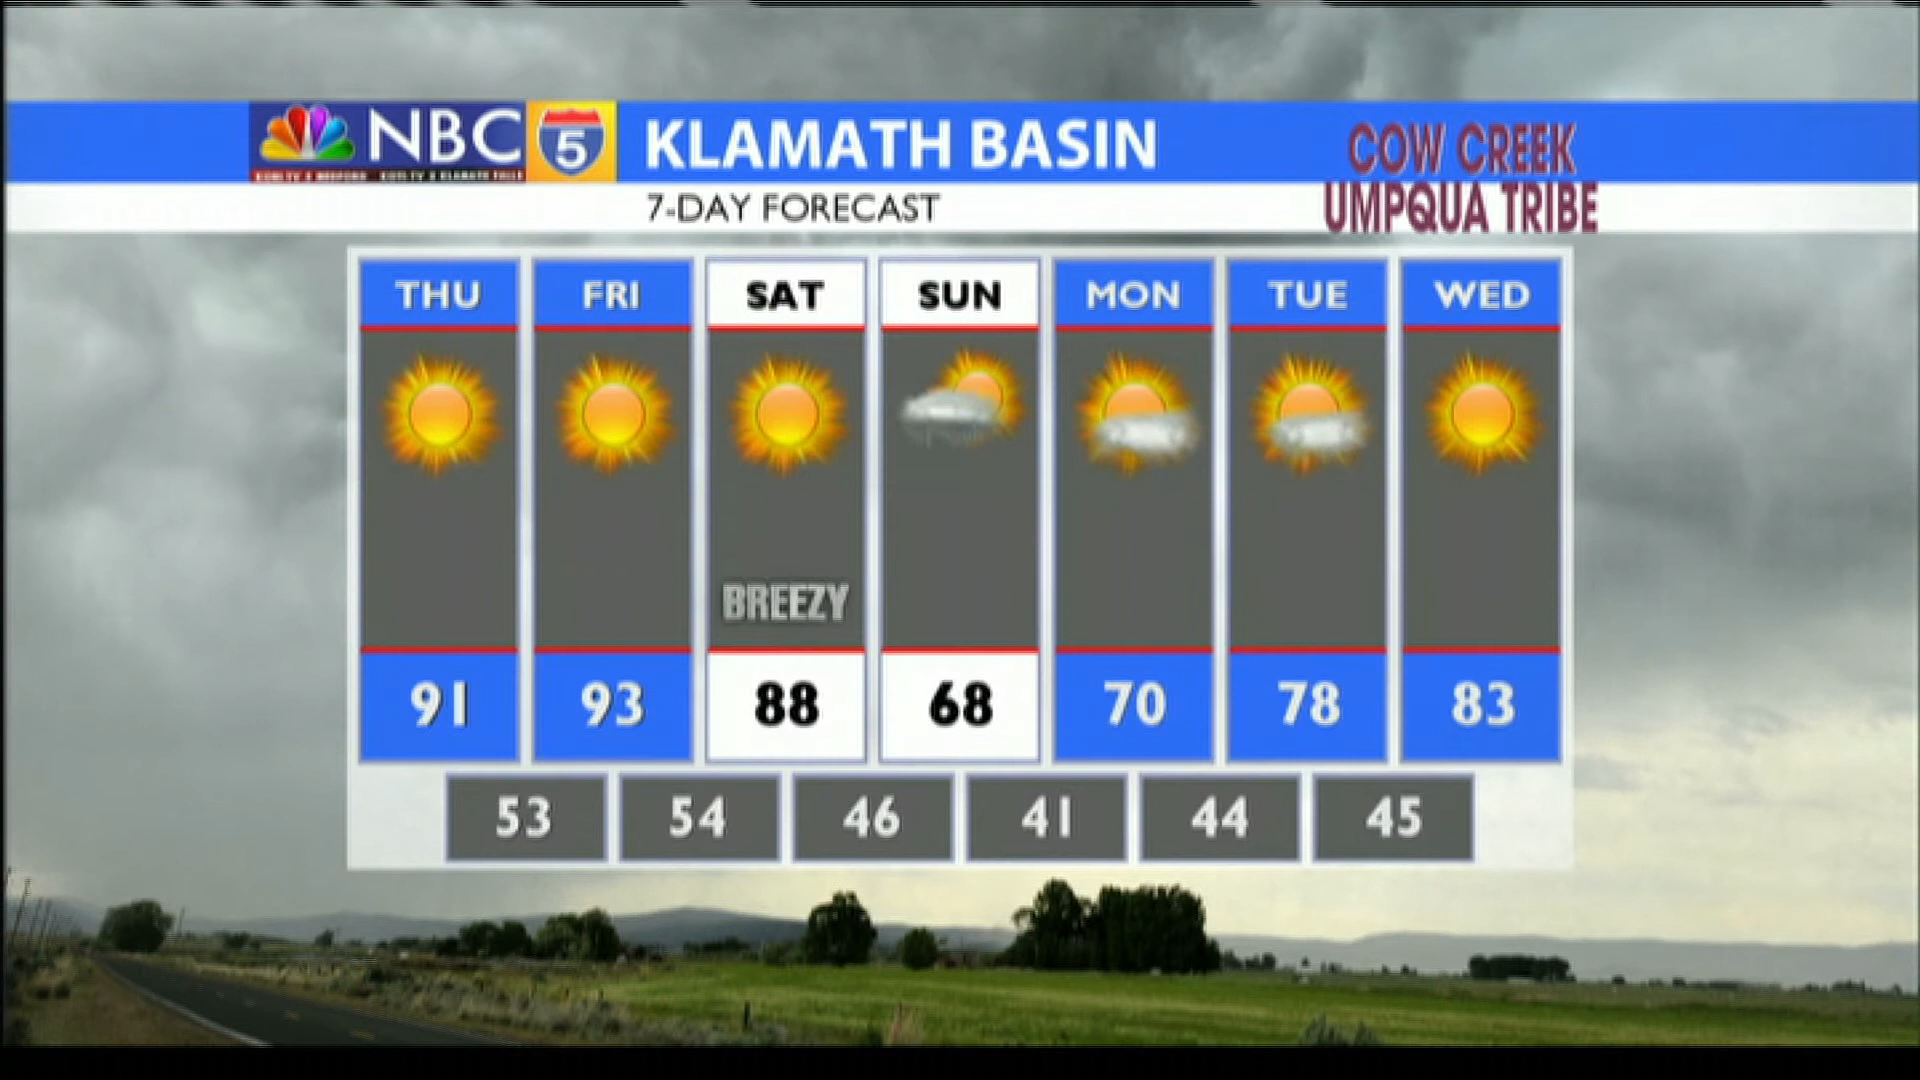 NBC 5
KLAMATH BASIN
COW CREEK
UMPQUA TRIBE
7-DAY FORECAST
THU FRI SAT SUN MON TUE WED
BREEZY
91 93 88 68 70 78 83
53 54 46 41 44 45